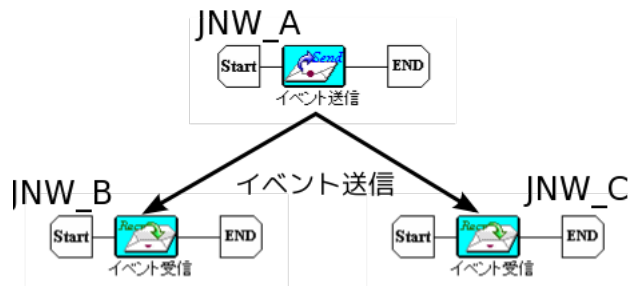 JNW_A
Start
Send
END
イベント送信
イベント送信
JNW_B
JNW_C
Start
Recv
END
イベント受信
Start
Recv
END
イベント受信